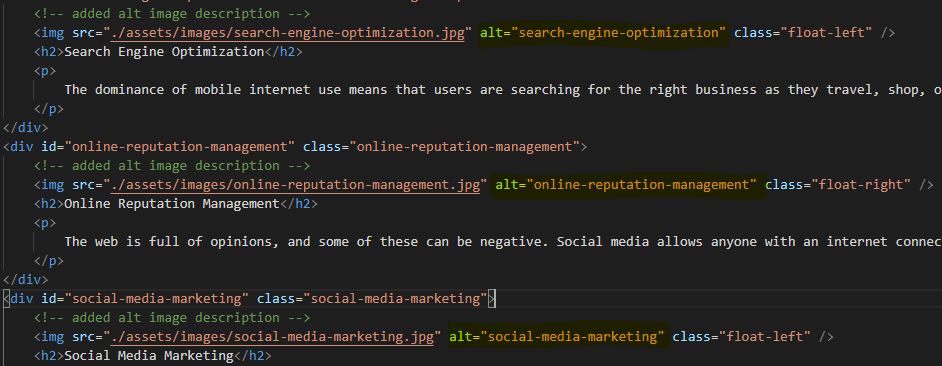 <!-- added alt image description -->
<img src="./assets/images/search-engine-optimization.jpg" alt="search-engine-optimization" class="float-left" />
<h2>Search Engine Optimization</h2>
<p>
The dominance of mobile internet use means that users are searching for the right business as they travel, shop, o
</p>
</div>
<div id="online-reputation-management" class="online-reputation-management">
<!-- added alt image description -->
<img src="./assets/images/online-reputation-management.jpg" alt="online-reputation-management" class="float-right" />
<h2>Online Reputation Management</h2>
<p>
The web is full of opinions, and some of these can be negative. Social media allows anyone with an internet connec
</p>
</div>
<div id="social-media-marketing" class="social-media-marketing">
<!-- added alt image description -->
<img src="./assets/images/social-media-marketing.jpg" alt="social-media-marketing" class="float-left" />
<h2>Social Media Marketing</h2>